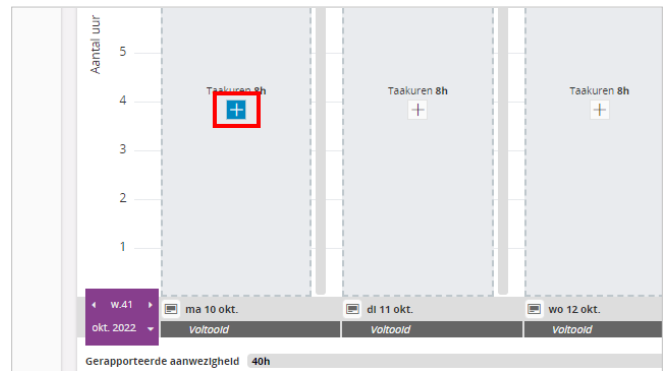 Aantal uur
5
4
3
2
1
Taakuren 8h
Taakuren 8h
Taakuren 8h
w.41
okt. 2022
ma 10 okt.
di 11 okt.
wo 12 okt.
Voltooid
Voltooid
Voltooid
Gerapporteerde aanwezigheid 40h